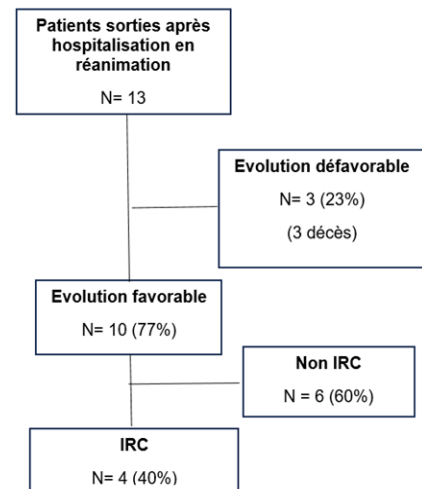 Patients sorties après
hospitalisation en
réanimation
N= 13
Evolution défavorable
N= 3 (23%)
(3 décès)
Evolution favorable
N= 10 (77%)
Non IRC
N = 6 (60%)
IRC
N= 4 (40%)